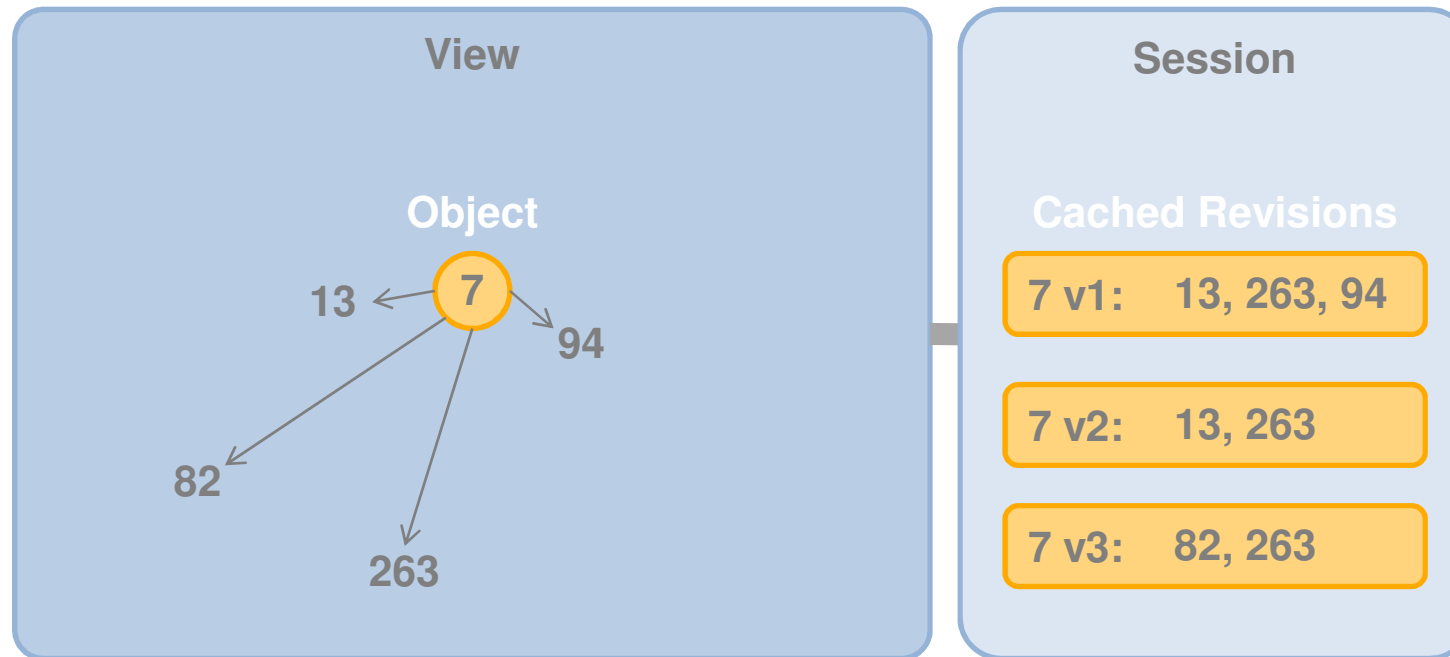 View
Object
7
13
94
82
263
Session
Cached Revisions
7 v1: 13, 263, 94
7 v2: 13, 263
7 v3: 82, 263